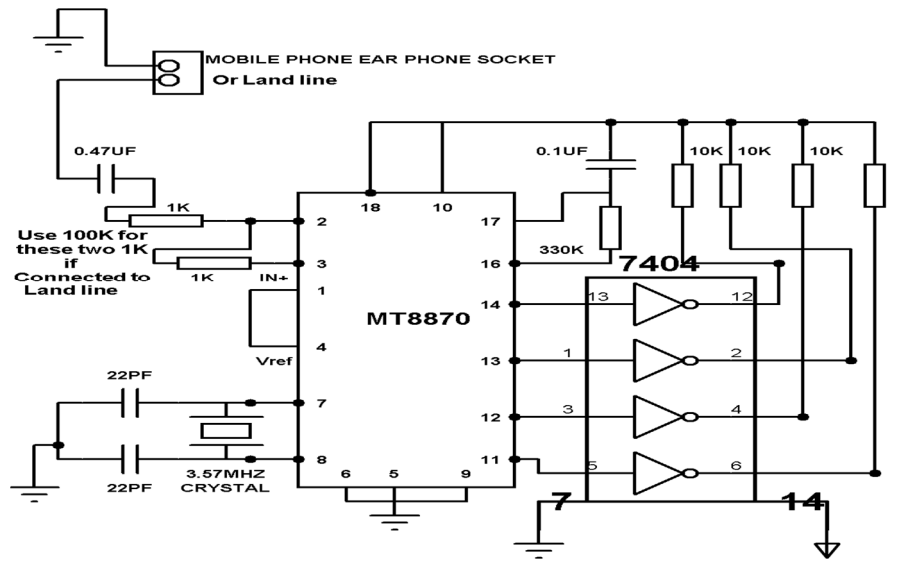 MOBILE PHONE EAR PHONE SOCKET
Or Land line
0.47UF
0.1UF
10K
10K
10K
1K
18
10
17
2
Use 100K for
these two 1K
if
Connected to
Land line
330K
3
16
7404
1K
IN+
1
14
13
12
MT8870
4
13
1
2
Vref
22PF
7
12
3
4
8
11
5
6
3.57MHZ
CRYSTAL
22PF
6
5
9
7
14